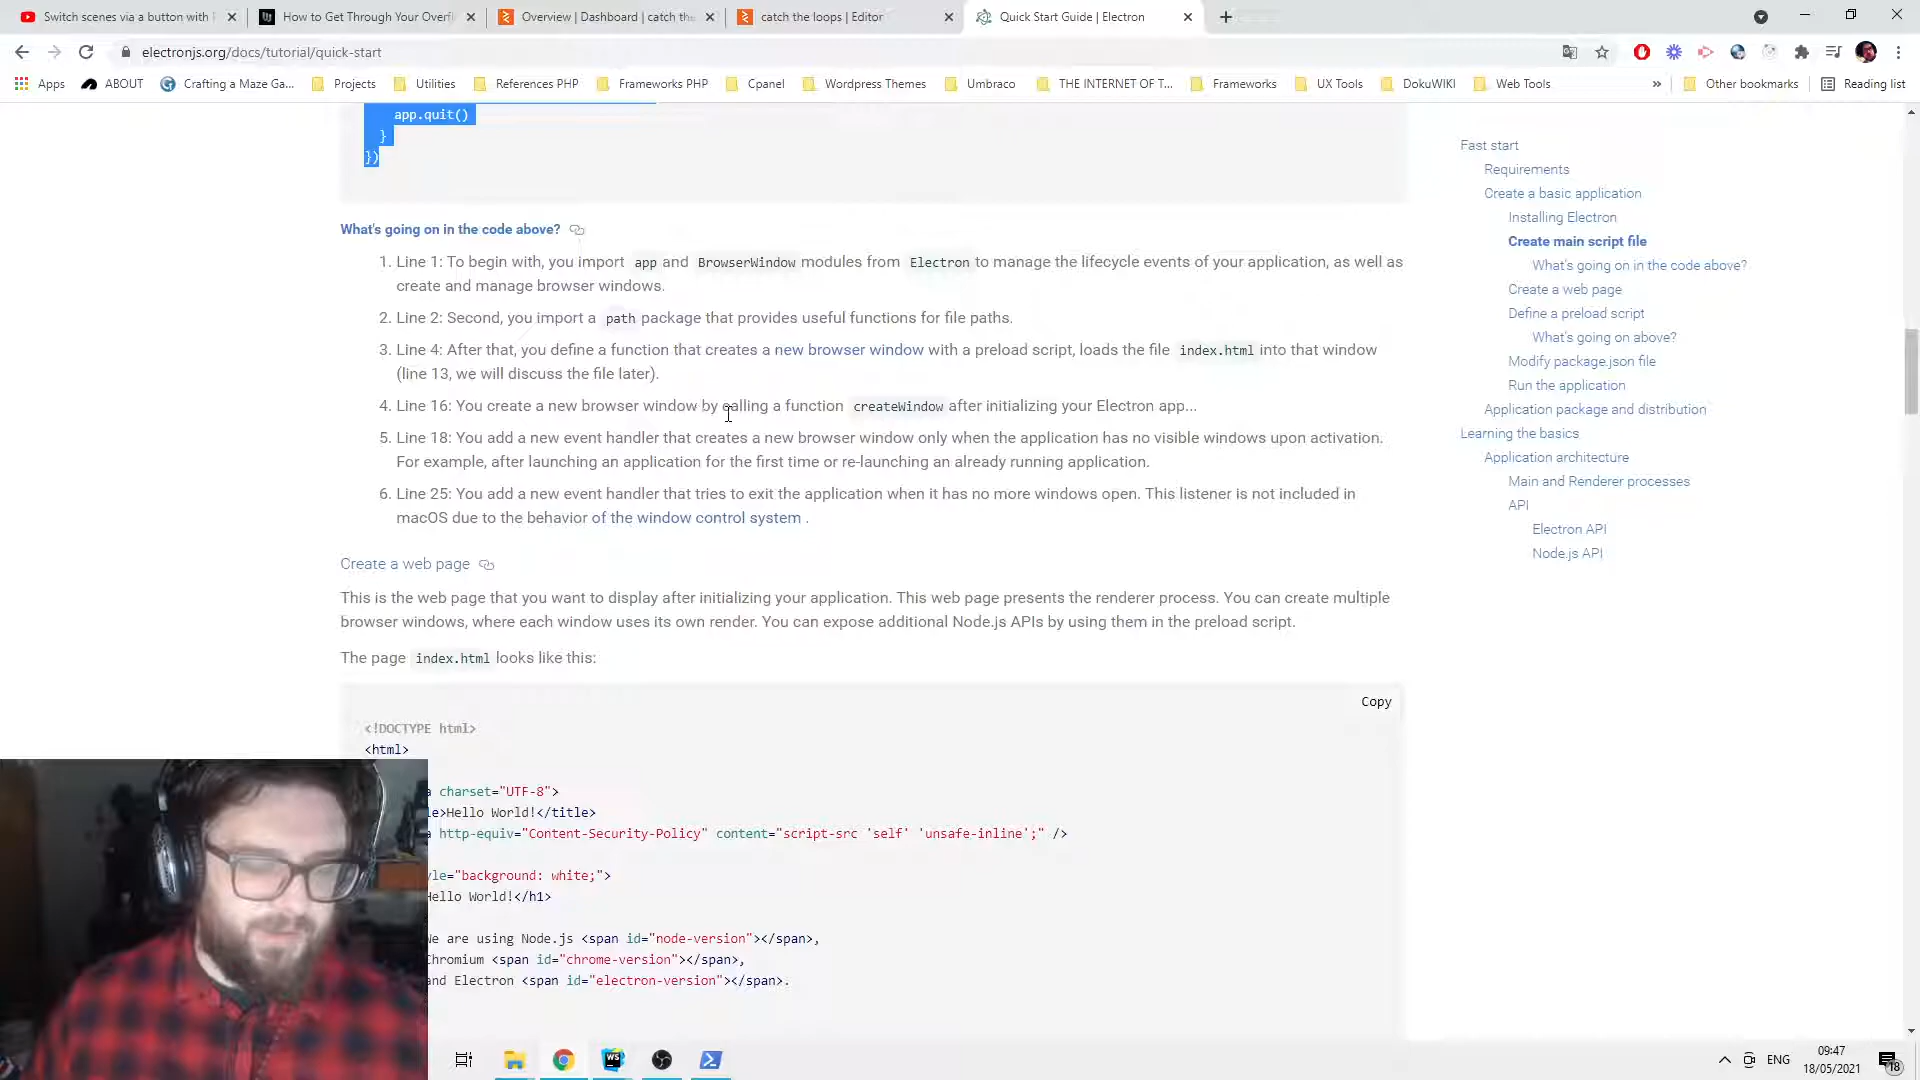 Switch scenes via a button with
How to Get Through Your Overfl
Overview | Dashboard | catch the
catch the loops | Editor
Quick Start Guide | Electron
electronjs.org/docs/tutorial/quick-start
Apps
ABOUT
Crafting a Maze Ga...
Projects
Utilities
References PHP
Frameworks PHP
Cpanel
Wordpress Themes
Umbraco
THE INTERNET OF T...
Frameworks
UX Tools
DokuWIKI
Web Tools
»
Other bookmarks
Reading list
app.quit()
}
})
What's going on in the code above?
1. Line 1: To begin with, you import app and BrowserWindow modules from Electron to manage the lifecycle events of your application, as well as
create and manage browser windows.
2. Line 2: Second, you import a path package that provides useful functions for file paths.
3. Line 4: After that, you define a function that creates a new browser window with a preload script, loads the file index.html into that window
(line 13, we will discuss the file later).
4. Line 16: You create a new browser window by calling a function createWindow after initializing your Electron app...
5. Line 18: You add a new event handler that creates a new browser window only when the application has no visible windows upon activation.
For example, after launching an application for the first time or re-launching an already running application.
6. Line 25: You add a new event handler that tries to exit the application when it has no more windows open. This listener is not included in
macOS due to the behavior of the window control system .
Create a web page
This is the web page that you want to display after initializing your application. This web page presents the renderer process. You can create multiple
browser windows, where each window uses its own render. You can expose additional Node.js APIs by using them in the preload script.
The page index.html looks like this:
Copy
<!DOCTYPE html>
<html>
a charset="UTF-8">
le>Hello World!</title>
a http-equiv="Content-Security-Policy" content="script-src 'self' 'unsafe-inline';" />
yle="background: white;">
Hello World!</h1>
We are using Node.js <span id="node-version"></span>,
Chromium <span id="chrome-version"></span>,
and Electron <span id="electron-version"></span>.
Fast start
Requirements
Create a basic application
Installing Electron
Create main script file
What's going on in the code above?
Create a web page
Define a preload script
What's going on above?
Modify package.json file
Run the application
Application package and distribution
Learning the basics
Application architecture
Main and Renderer processes
API
Electron API
Node.js API
WS
ENG
09:47
18/05/2021
18